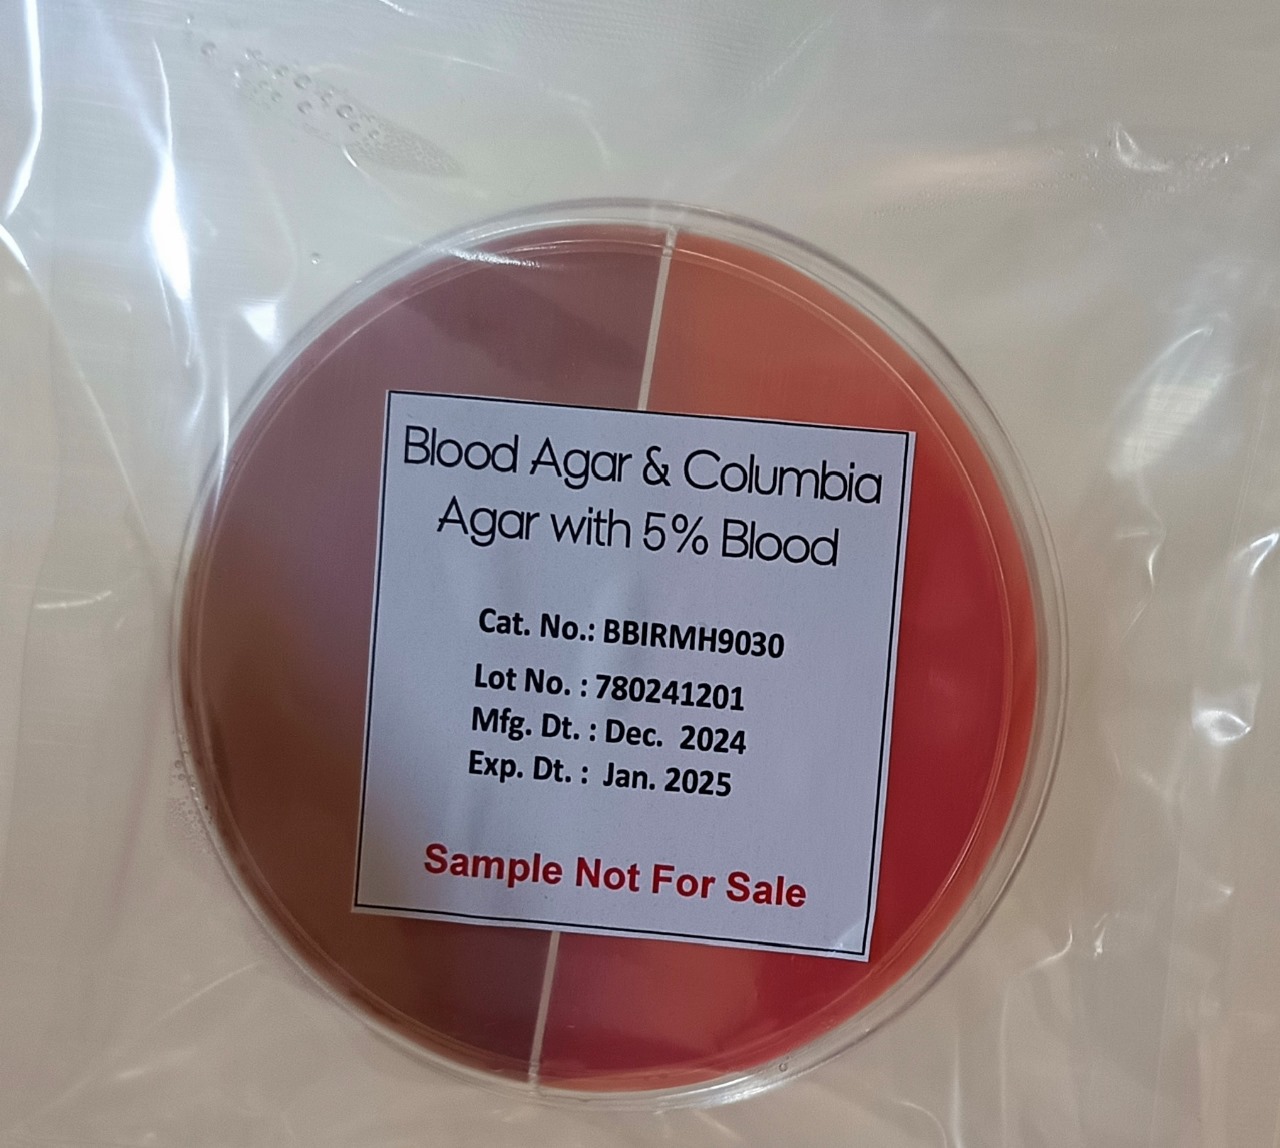 Blood Agar & Columbia
Agar with 5% Blood
Cat. No.: BBIRMH9030
Lot No. : 780241201
Mfg. Dt. : Dec. 2024
Exp. Dt. : Jan. 2025
Sample Not For Sale